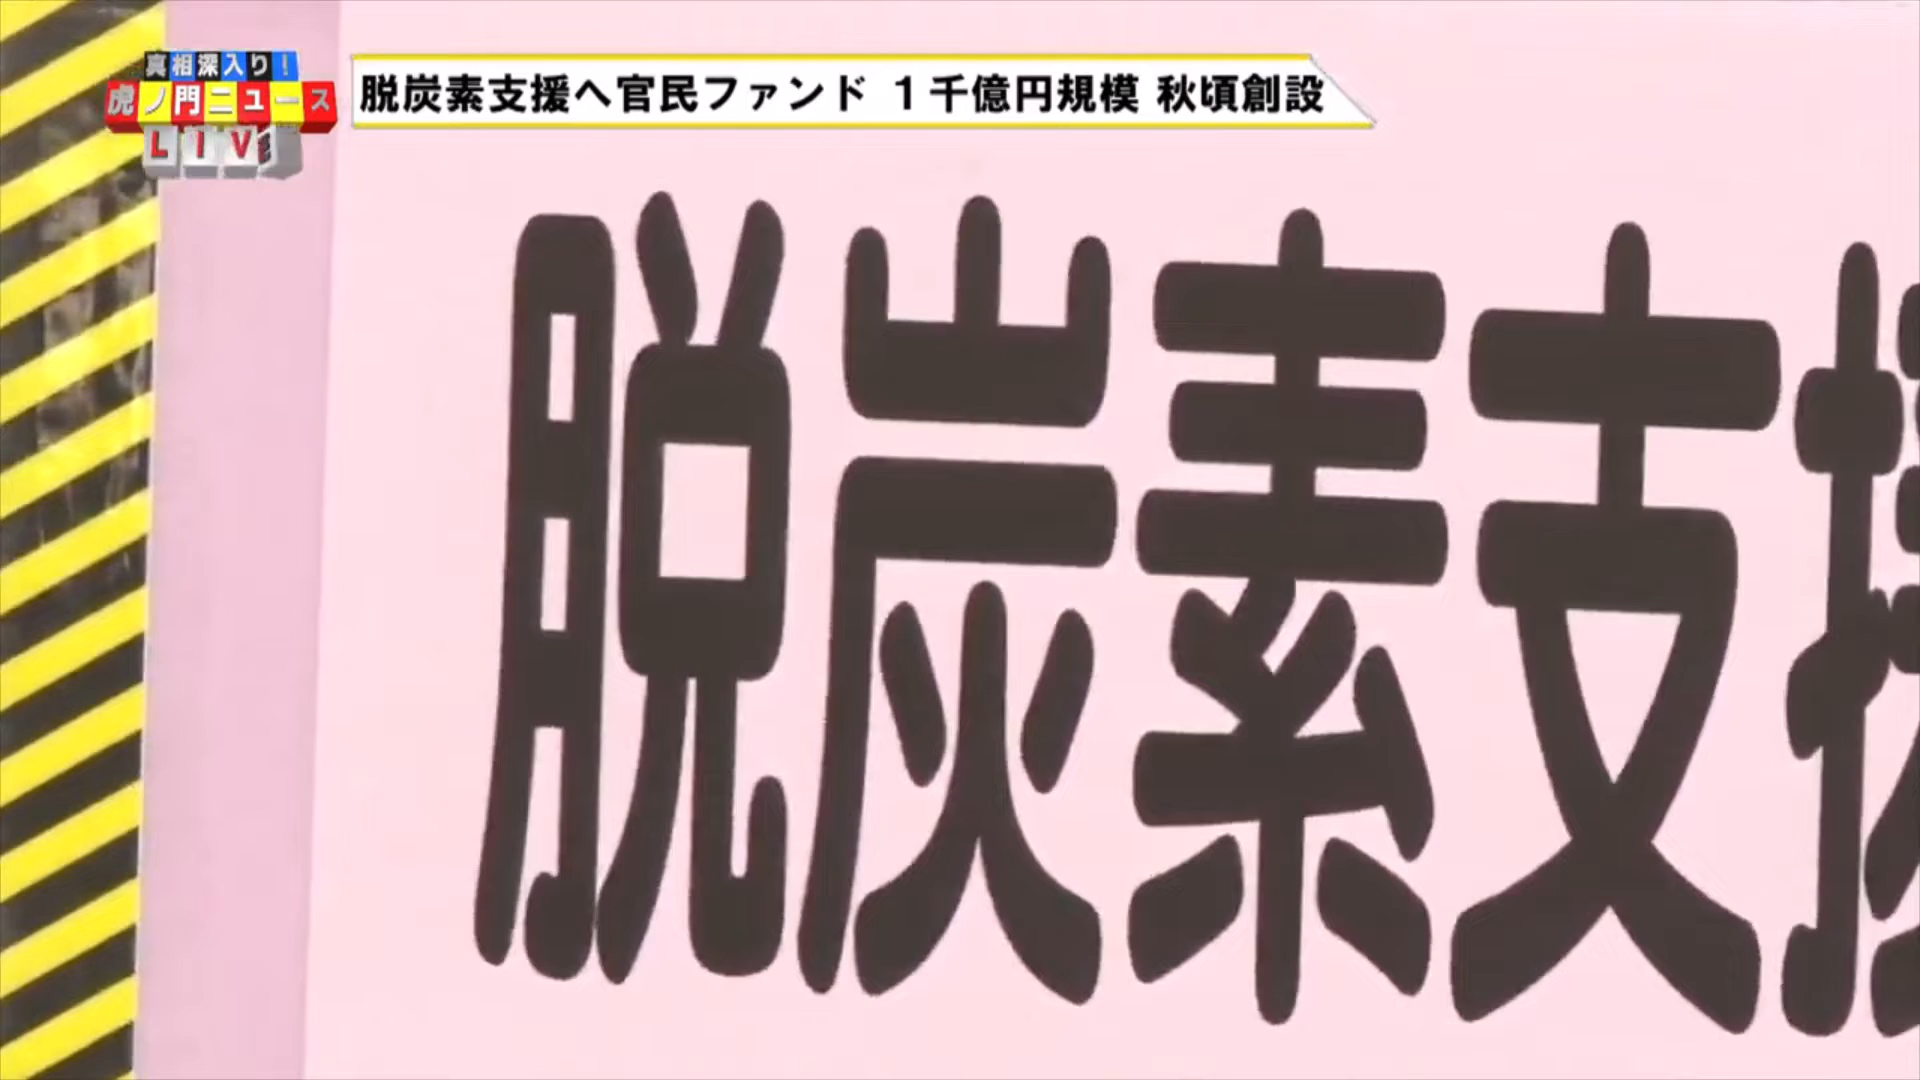 真相深入り!
虎ノ門ニュース
LIVE
脱炭素支援へ官民ファンド 1千億円規模 秋頃創設
脱炭素支援